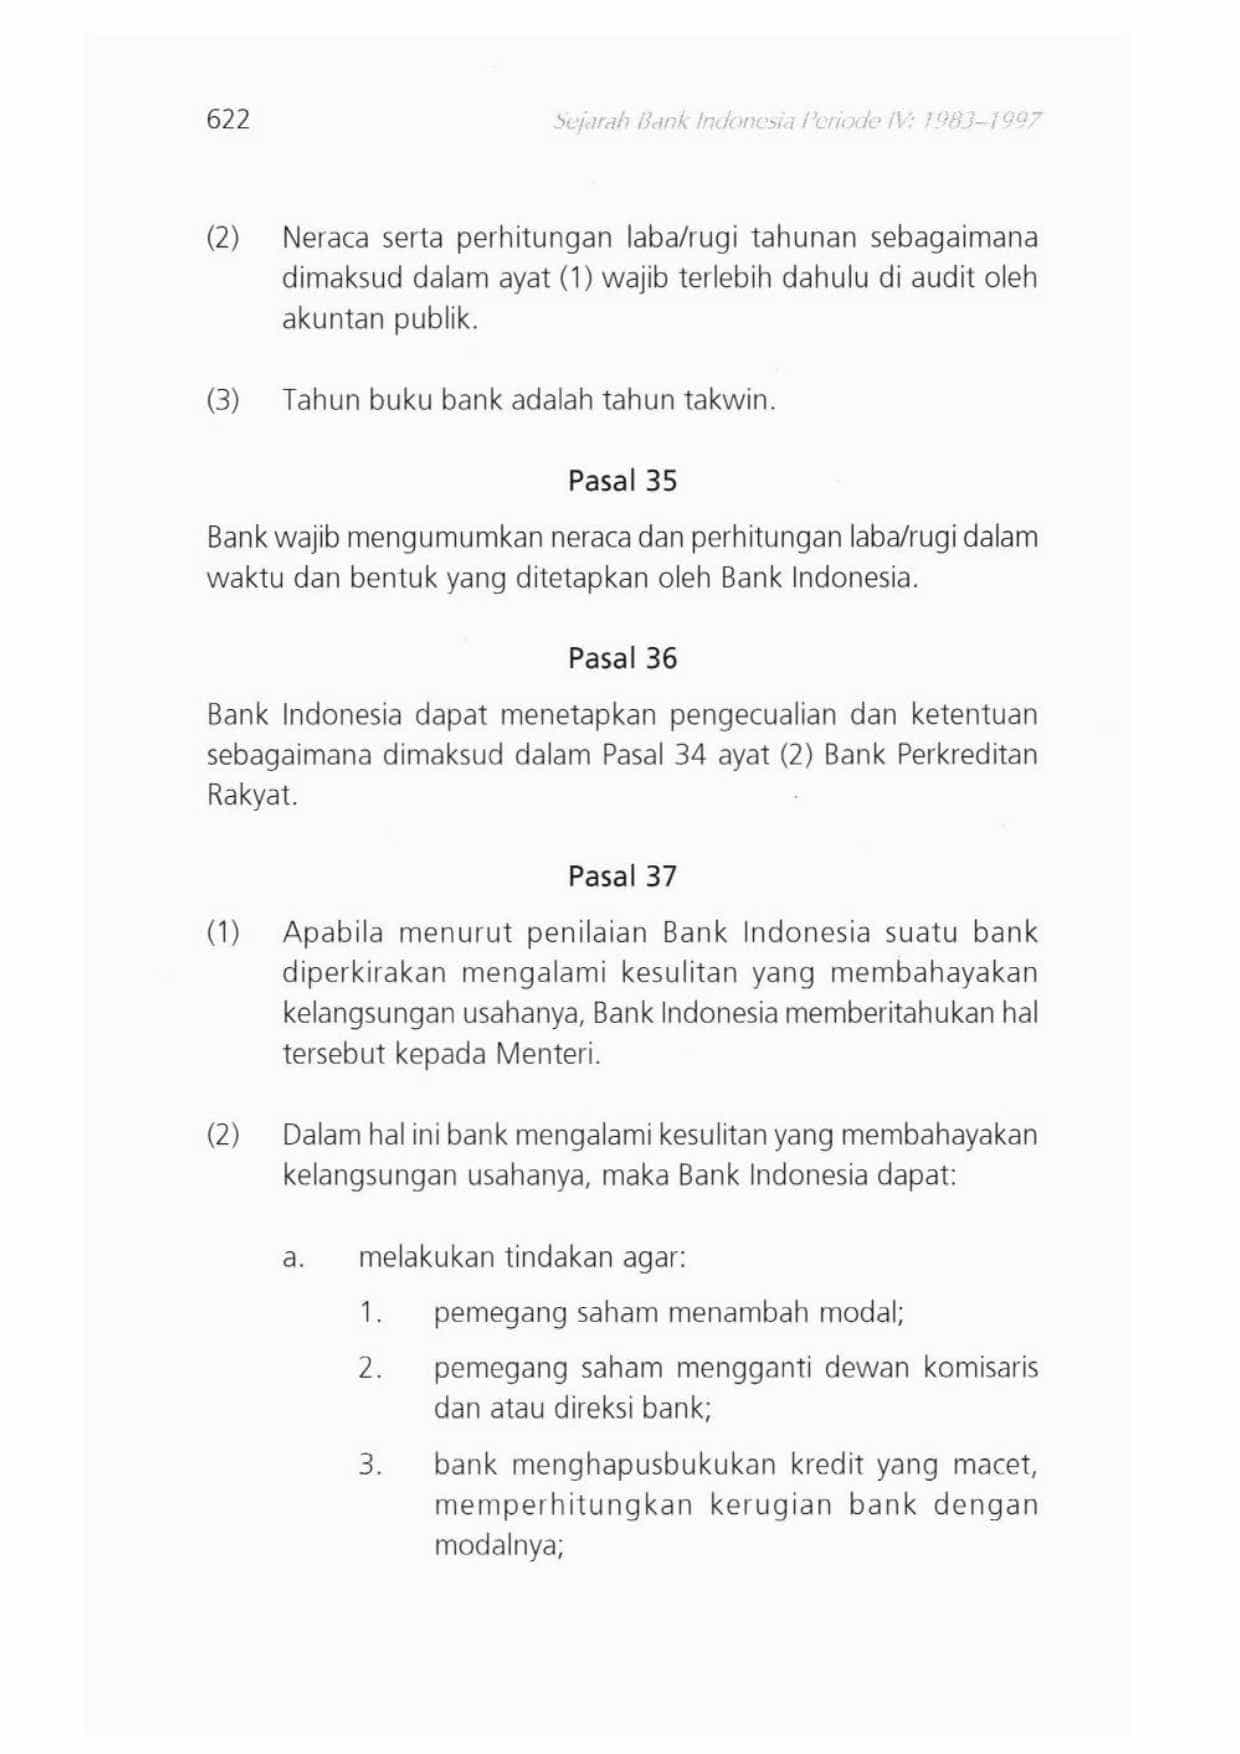 622
Sejarah Bank Indonesia Periode IV: 1983–1997
(2) Neraca serta perhitungan laba/rugi tahunan sebagaimana
dimaksud dalam ayat (1) wajib terlebih dahulu di audit oleh
akuntan publik.
(3) Tahun buku bank adalah tahun takwin.
Pasal 35
Bank wajib mengumumkan neraca dan perhitungan laba/rugi dalam
waktu dan bentuk yang ditetapkan oleh Bank Indonesia.
Pasal 36
Bank Indonesia dapat menetapkan pengecualian dan ketentuan
sebagaimana dimaksud dalam Pasal 34 ayat (2) Bank Perkreditan
Rakyat.
Pasal 37
(1) Apabila menurut penilaian Bank Indonesia suatu bank
diperkirakan mengalami kesulitan yang membahayakan
kelangsungan usahanya, Bank Indonesia memberitahukan hal
tersebut kepada Menteri.
(2) Dalam hal ini bank mengalami kesulitan yang membahayakan
kelangsungan usahanya, maka Bank Indonesia dapat:
a. melakukan tindakan agar:
1. pemegang saham menambah modal;
2. pemegang saham mengganti dewan komisaris
dan atau direksi bank;
3. bank menghapusbukukan kredit yang macet,
memperhitungkan kerugian bank dengan
modalnya;